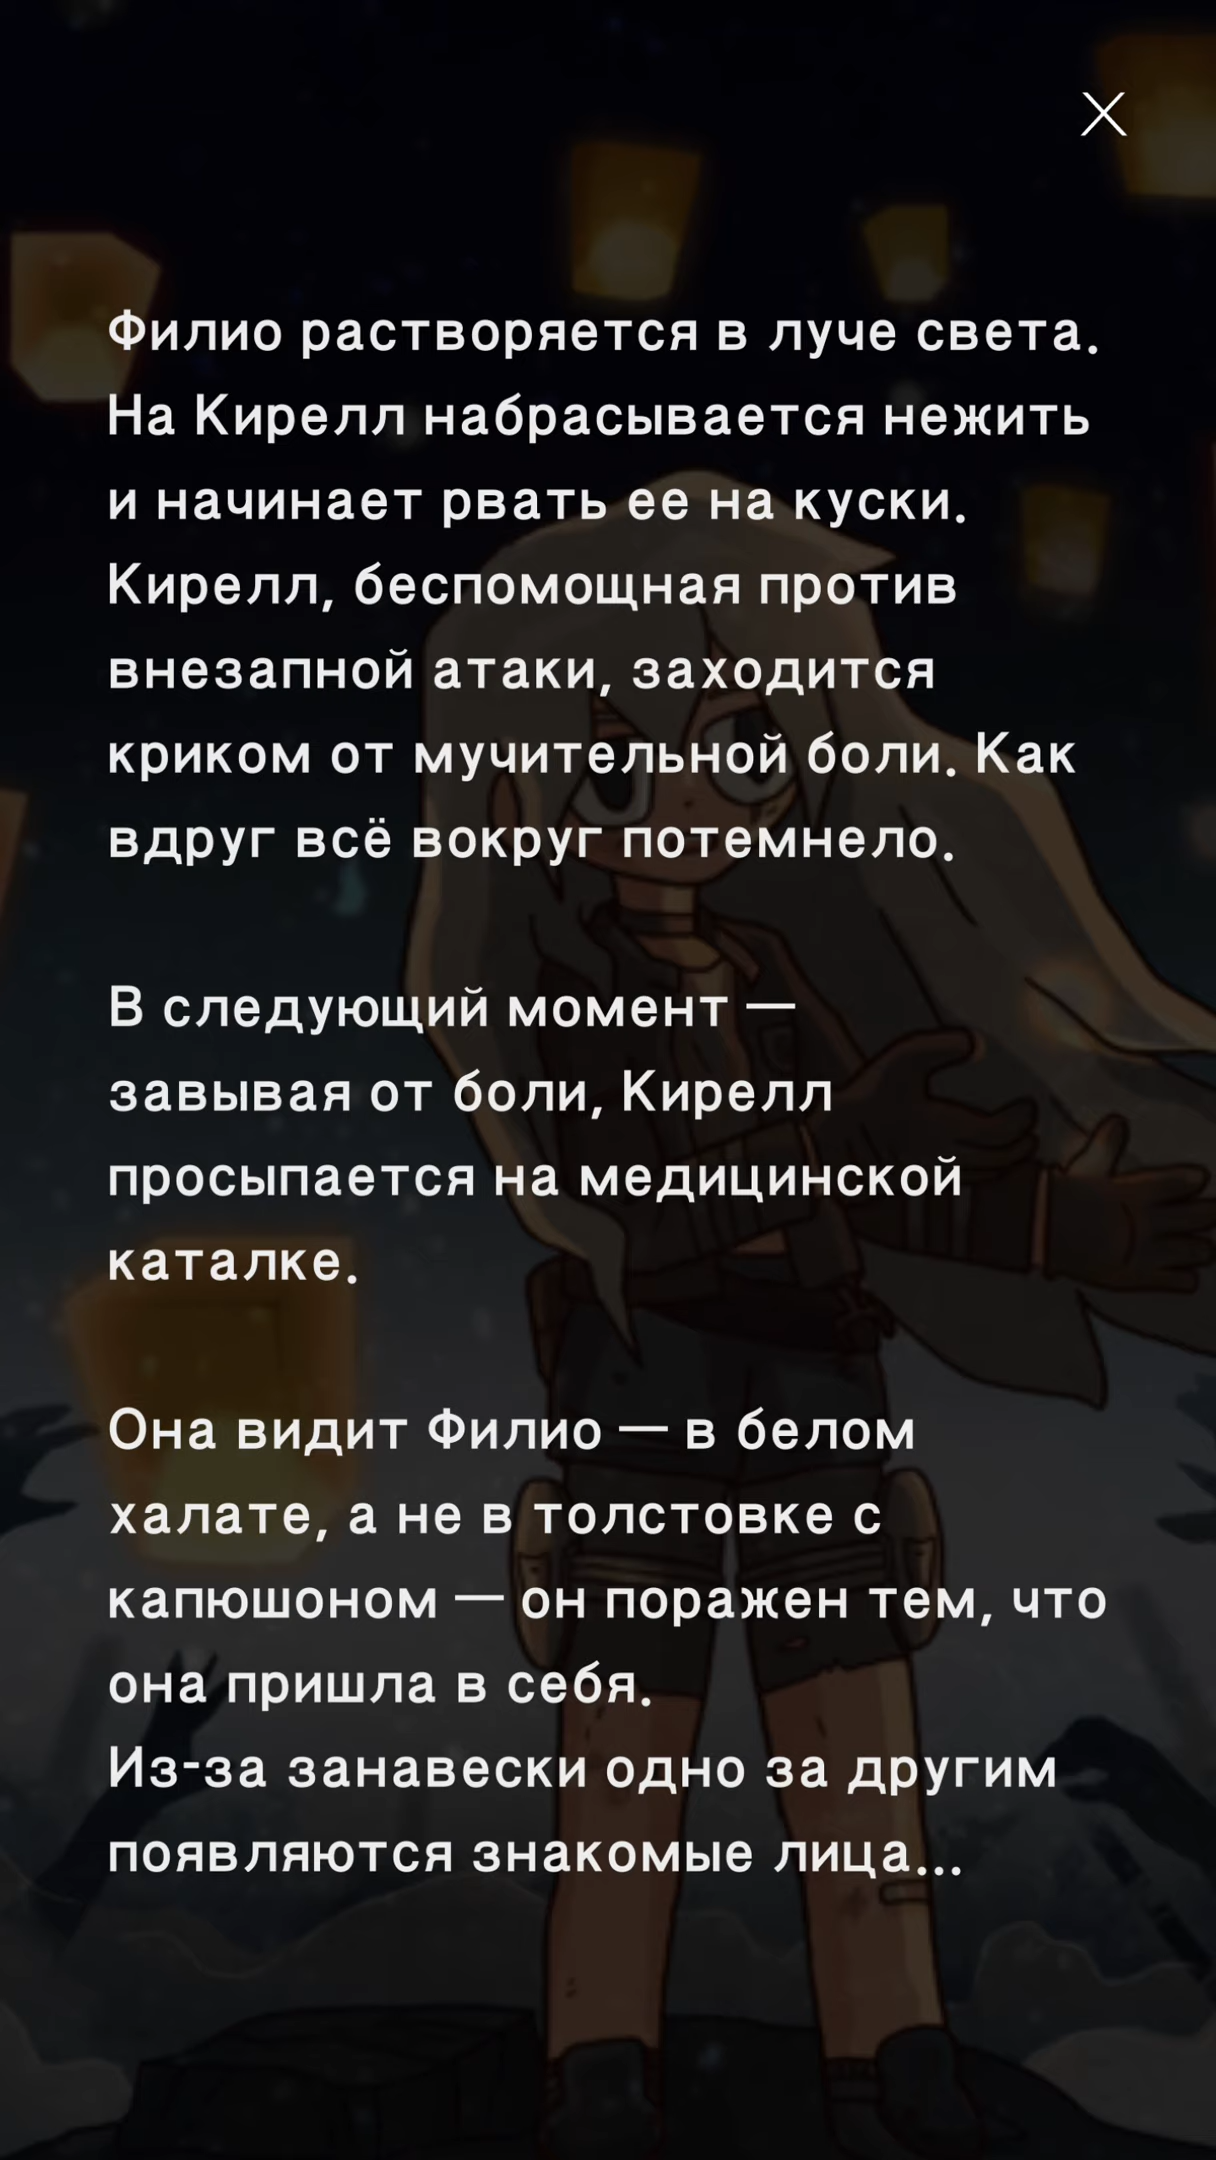 Филио растворяется в луче света.
На Кирелл набрасывается нежить
и начинает рвать ее на куски.
Кирелл, беспомощная против
внезапной атаки, заходится
криком от мучительной боли. Как
вдруг всё вокруг потемнело.
В следующий момент —
завывая от боли, Кирелл
просыпается на медицинской
каталке.
Она видит Филио — в белом
халате, а не в толстовке с
капюшоном — он поражен тем, что
она пришла в себя.
Из-за занавески одно за другим
появляются знакомые лица...